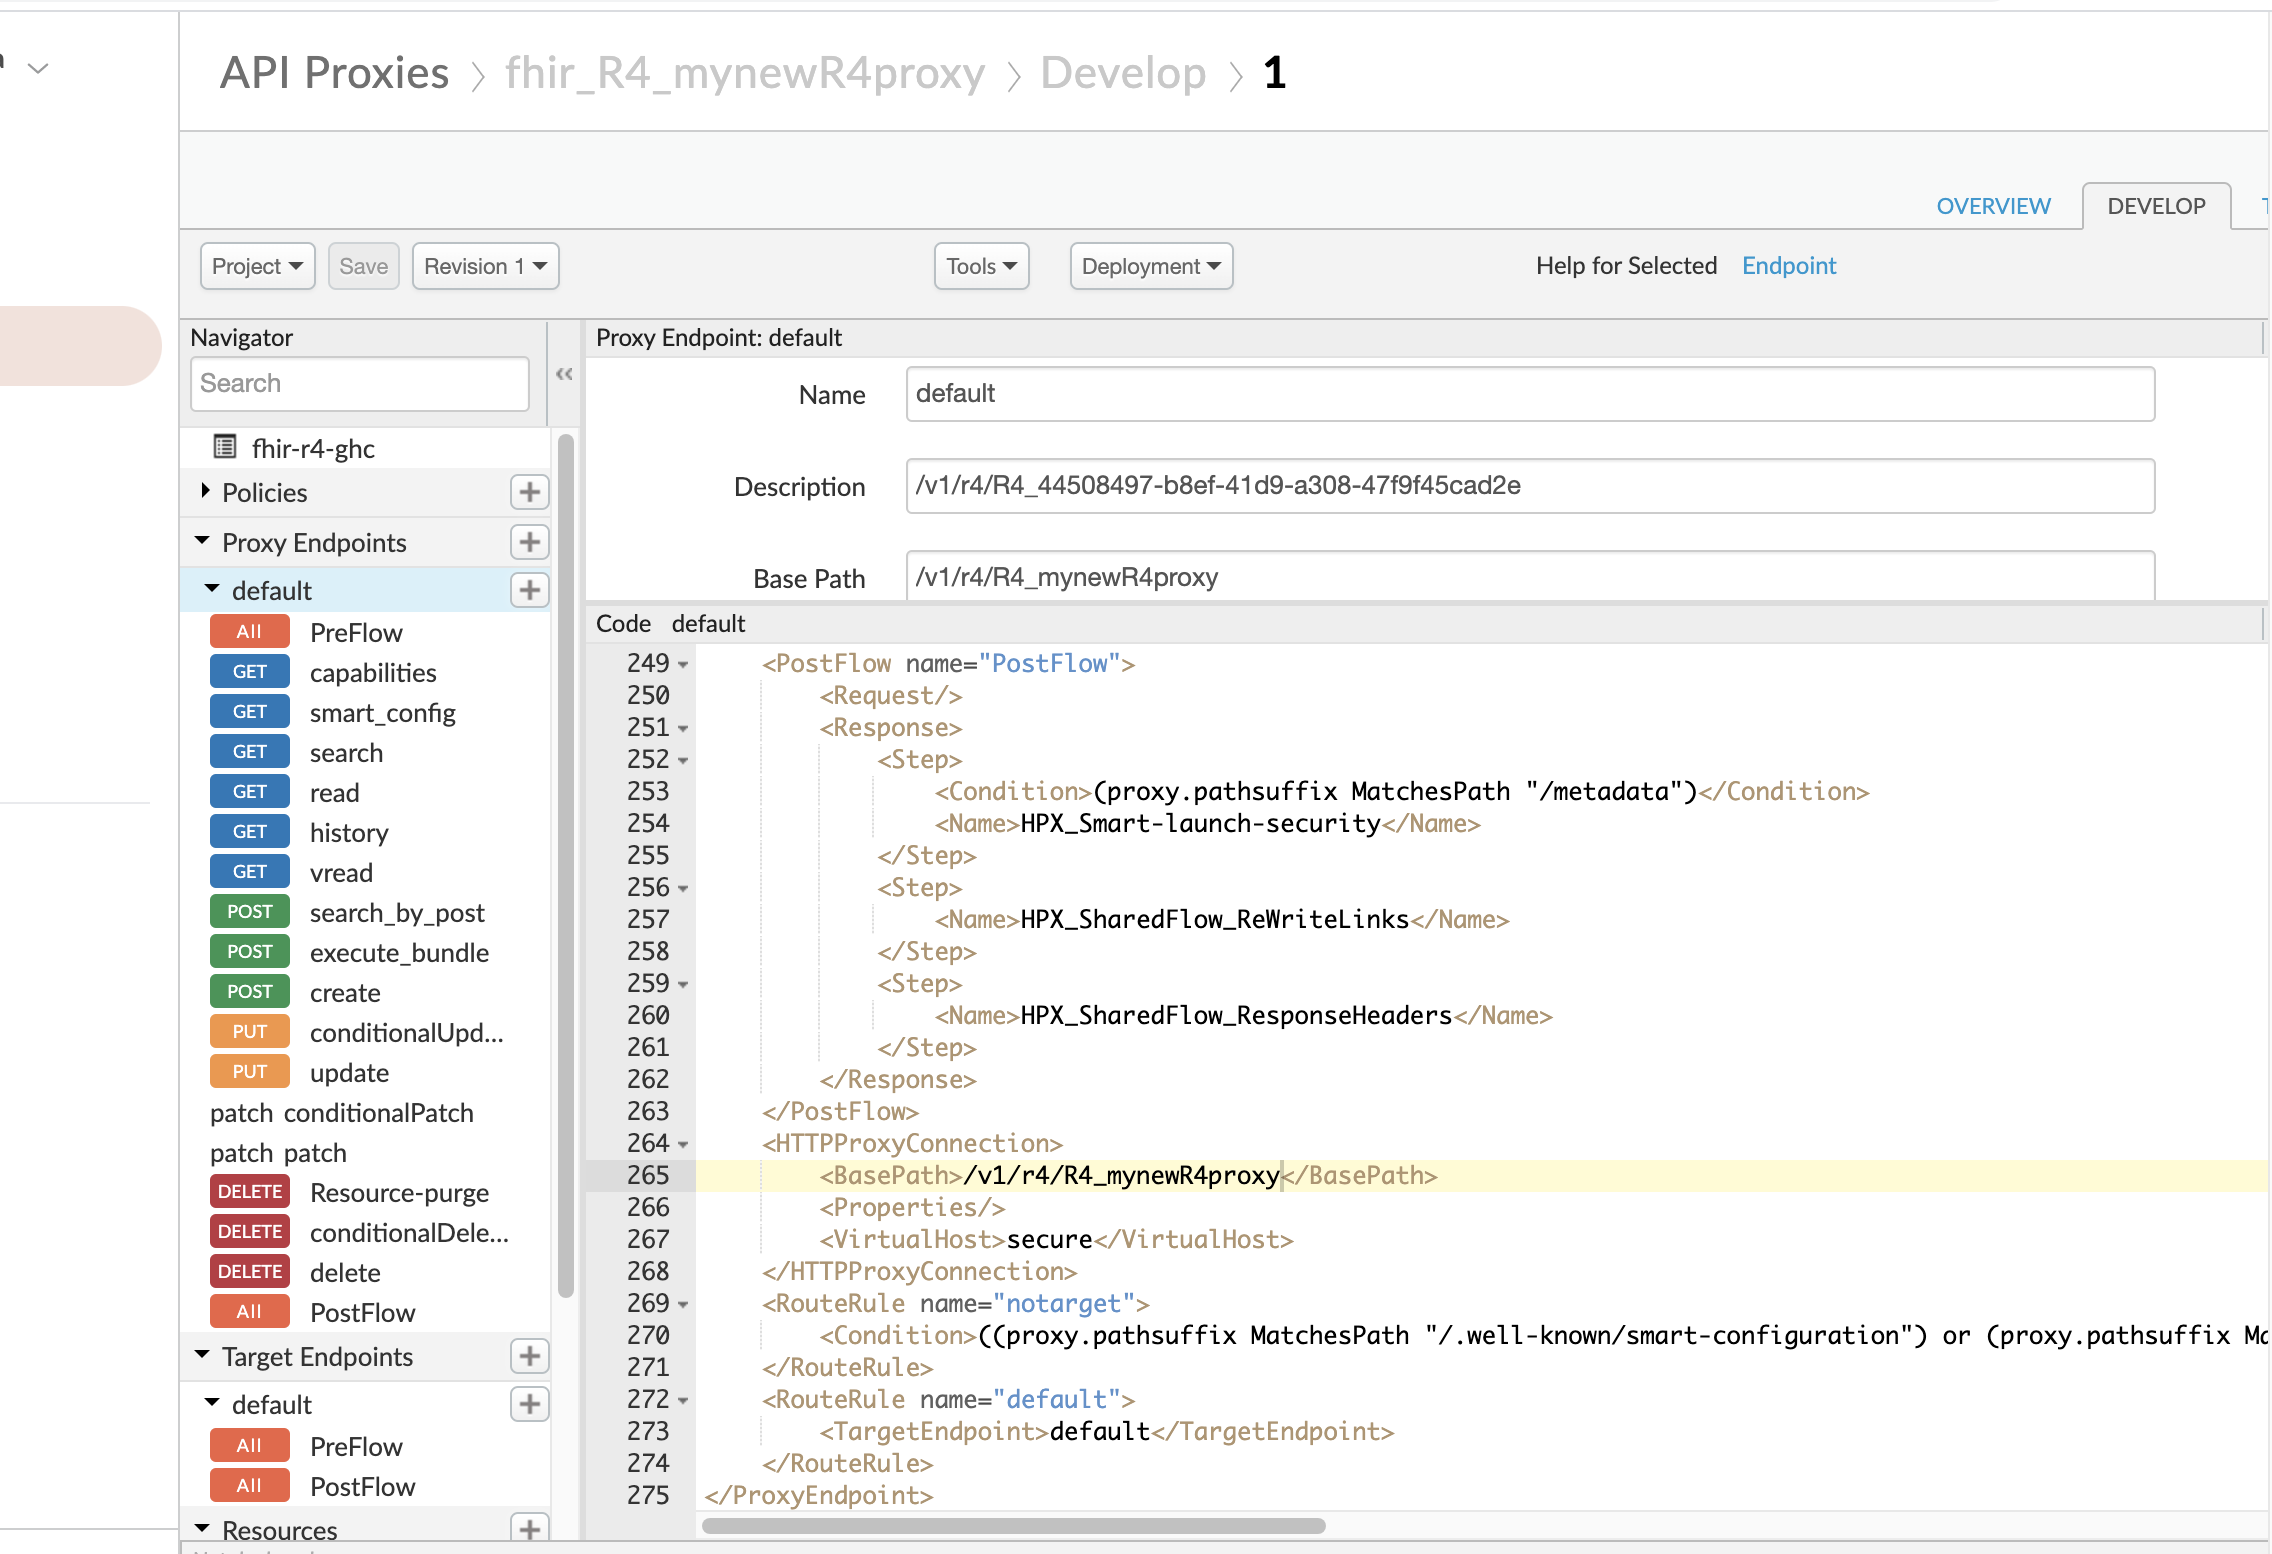 API Proxies > fhir_R4_mynewR4proxy > Develop > 1
OVERVIEW DEVELOP
Project Save Revision 1 Tools Deployment Help for Selected Endpoint
Navigator
Search
fhir-r4-ghc
Policies
Proxy Endpoints
default
All PreFlow
GET capabilities
GET smart_config
GET search
GET read
GET history
GET vread
POST search_by_post
POST execute_bundle
POST create
PUT conditionalUpd...
PUT update
patch conditionalPatch
patch patch
DELETE Resource-purge
DELETE conditionalDele...
DELETE delete
All PostFlow
Target Endpoints
default
All PreFlow
All PostFlow
Resources
Proxy Endpoint: default
Name default
Description /v1/r4/R4_44508497-b8ef-41d9-a308-47f9f45cad2e
Base Path /v1/r4/R4_mynewR4proxy
Code default
249 <PostFlow name="PostFlow">
250 <Request/>
251 <Response>
252 <Step>
253 <Condition>(proxy.pathsuffix MatchesPath "/metadata")</Condition>
254 <Name>HPX_Smart-launch-security</Name>
255 </Step>
256 <Step>
257 <Name>HPX_SharedFlow_ReWriteLinks</Name>
258 </Step>
259 <Step>
260 <Name>HPX_SharedFlow_ResponseHeaders</Name>
261 </Step>
262 </Response>
263 </PostFlow>
264 <HTTPProxyConnection>
265 <BasePath>/v1/r4/R4_mynewR4proxy</BasePath>
266 <Properties/>
267 <VirtualHost>secure</VirtualHost>
268 </HTTPProxyConnection>
269 <RouteRule name="notarget">
270 <Condition>((proxy.pathsuffix MatchesPath "/.well-known/smart-configuration") or (proxy.pathsuffix
271 </RouteRule>
272 <RouteRule name="default">
273 <TargetEndpoint>default</TargetEndpoint>
274 </RouteRule>
275 </ProxyEndpoint>